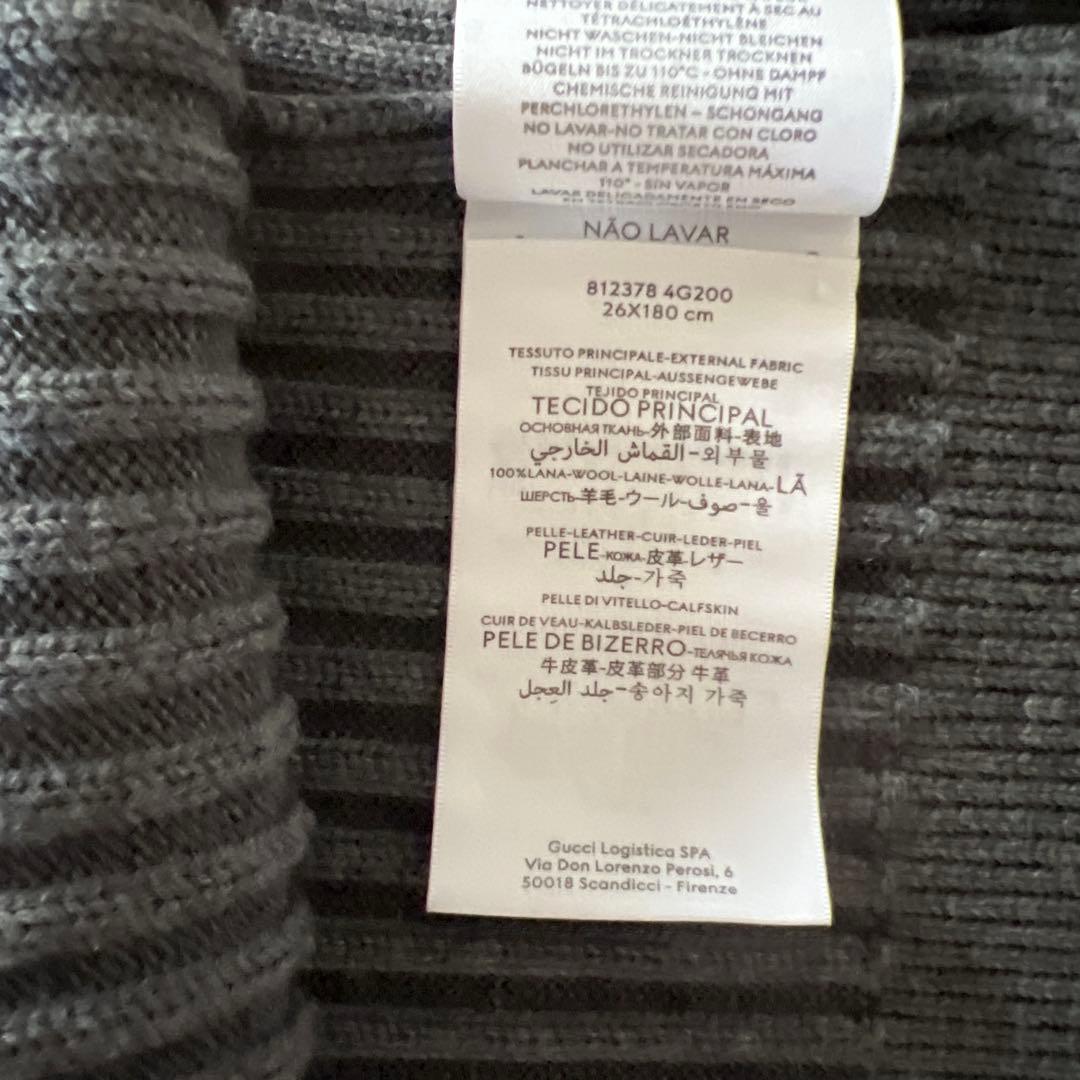 NETTOYER DÉLICATEMENT À SEC AU
TÉTRACHLOÉTHYLÈNE
NICHT WASCHEN-NICHT BLEICHEN
NICHT IM TROCKNER TROCKNEN
BÜGELN BIS ZU 110°C - OHNE DAMPF
CHEMISCHE REINIGUNG MIT
PERCHLORETHYLEN - SCHONGANG
NO LAVAR-NO TRATAR CON CLORO
NO UTILIZAR SECADORA
PLANCHAR A TEMPERATURA MÁXIMA
110° - SIN VAPOR
LAVAR DELICADAMENTE EN SECO
NÃO LAVAR
812378 4G200
26X180 cm
TESSUTO PRINCIPALE-EXTERNAL FABRIC
TISSU PRINCIPAL-AUSSENGEWEBE
TEJIDO PRINCIPAL
TECIDO PRINCIPAL
ОСНОВНАЯ ТКАНЬ-外部面料-表地
القماش الخارجي-외부물
100%LANA-WOOL-LAINE-WOLLE-LANA-LÃ
ШЕРСТЬ-羊毛-ウール-صوف-울
PELLE-LEATHER-CUIR-LEDER-PIEL
PELE-КОЖА-皮革-レザー
جلد-가죽
PELLE DI VITELLO-CALFSKIN
CUIR DE VEAU-KALBSLEDER-PIEL DE BECERRO
PELE DE BIZERRO-ТЕЛЯЧЬЯ КОЖА
牛皮革-皮革部分 牛革
جلد العِجل-송아지 가죽
Gucci Logistica SPA
Via Don Lorenzo Perosi, 6
50018 Scandicci - Firenze